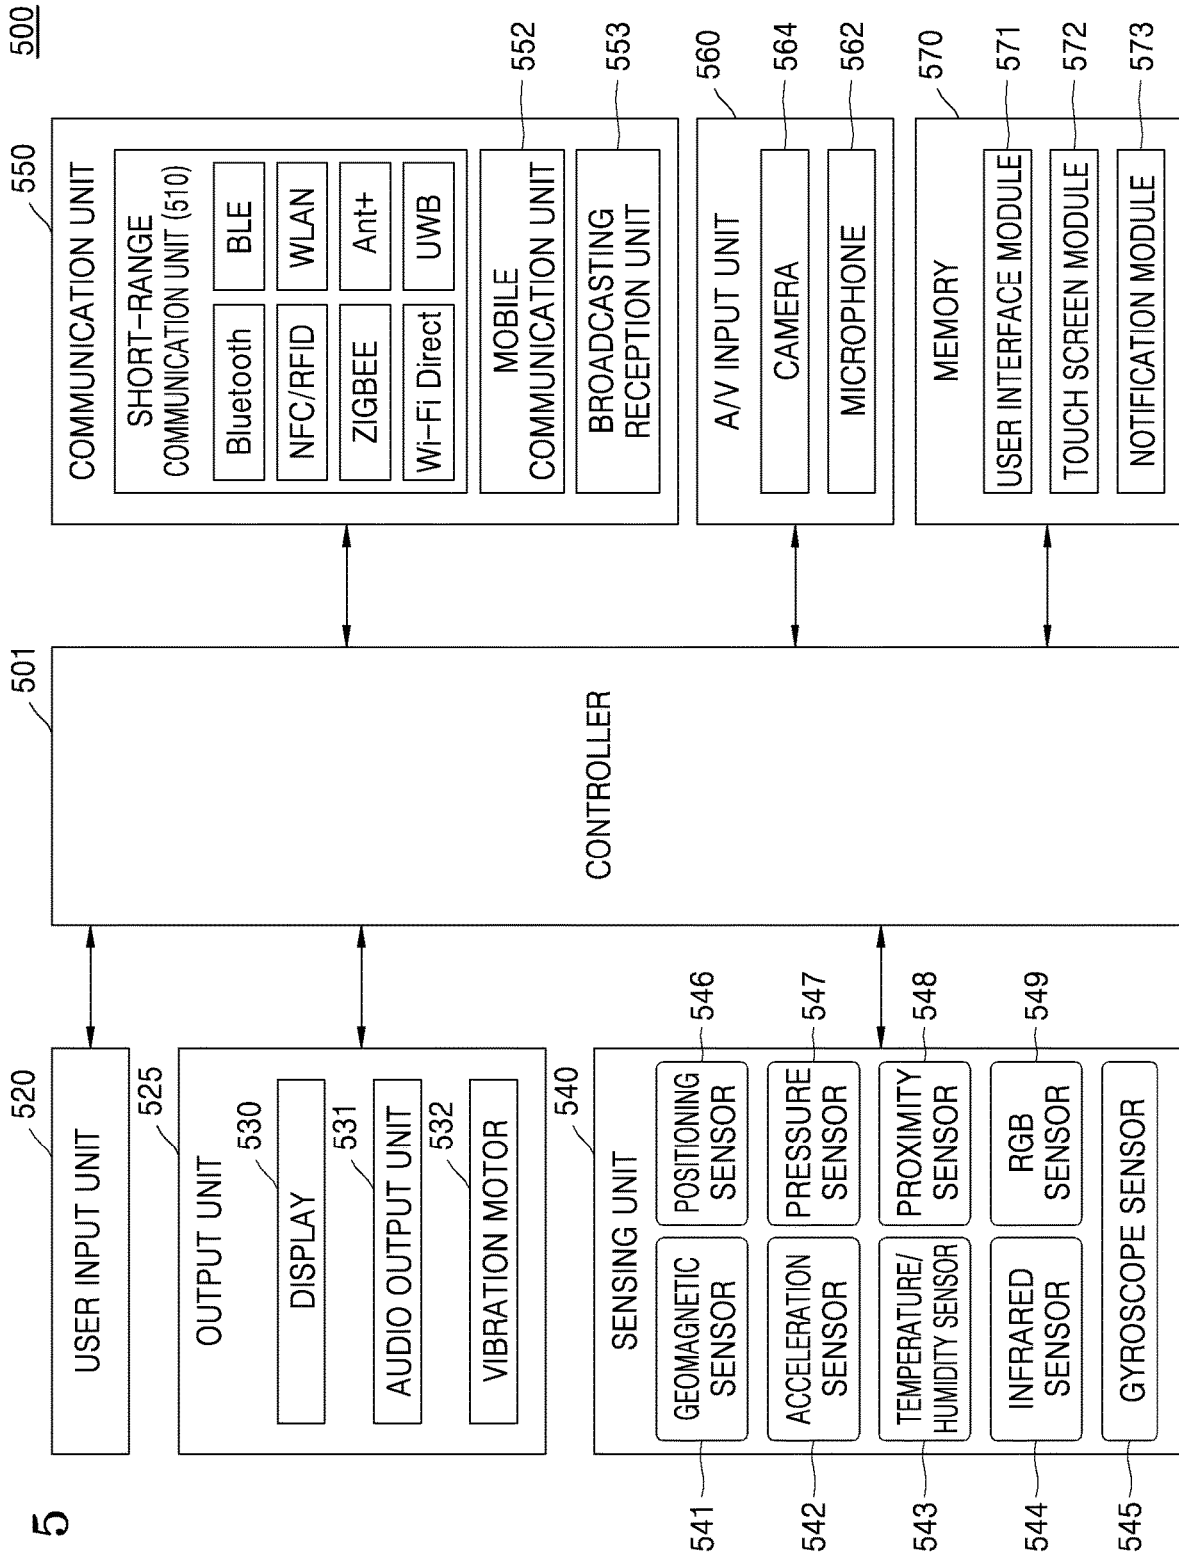 5
500
USER INPUT UNIT
520
OUTPUT UNIT
525
DISPLAY
530
AUDIO OUTPUT UNIT
531
VIBRATION MOTOR
532
SENSING UNIT
540
GEOMAGNETIC
SENSOR
541
POSITIONING
SENSOR
546
ACCELERATION
SENSOR
542
PRESSURE
SENSOR
547
TEMPERATURE/
HUMIDITY SENSOR
543
PROXIMITY
SENSOR
548
INFRARED
SENSOR
544
RGB
SENSOR
549
GYROSCOPE SENSOR
545
CONTROLLER
501
COMMUNICATION UNIT
550
SHORT-RANGE
COMMUNICATION UNIT (510)
Bluetooth
BLE
NFC/RFID
WLAN
ZIGBEE
Ant+
Wi-Fi Direct
UWB
MOBILE
COMMUNICATION UNIT
552
BROADCASTING
RECEPTION UNIT
553
A/V INPUT UNIT
560
CAMERA
564
MICROPHONE
562
MEMORY
570
USER INTERFACE MODULE
571
TOUCH SCREEN MODULE
572
NOTIFICATION MODULE
573